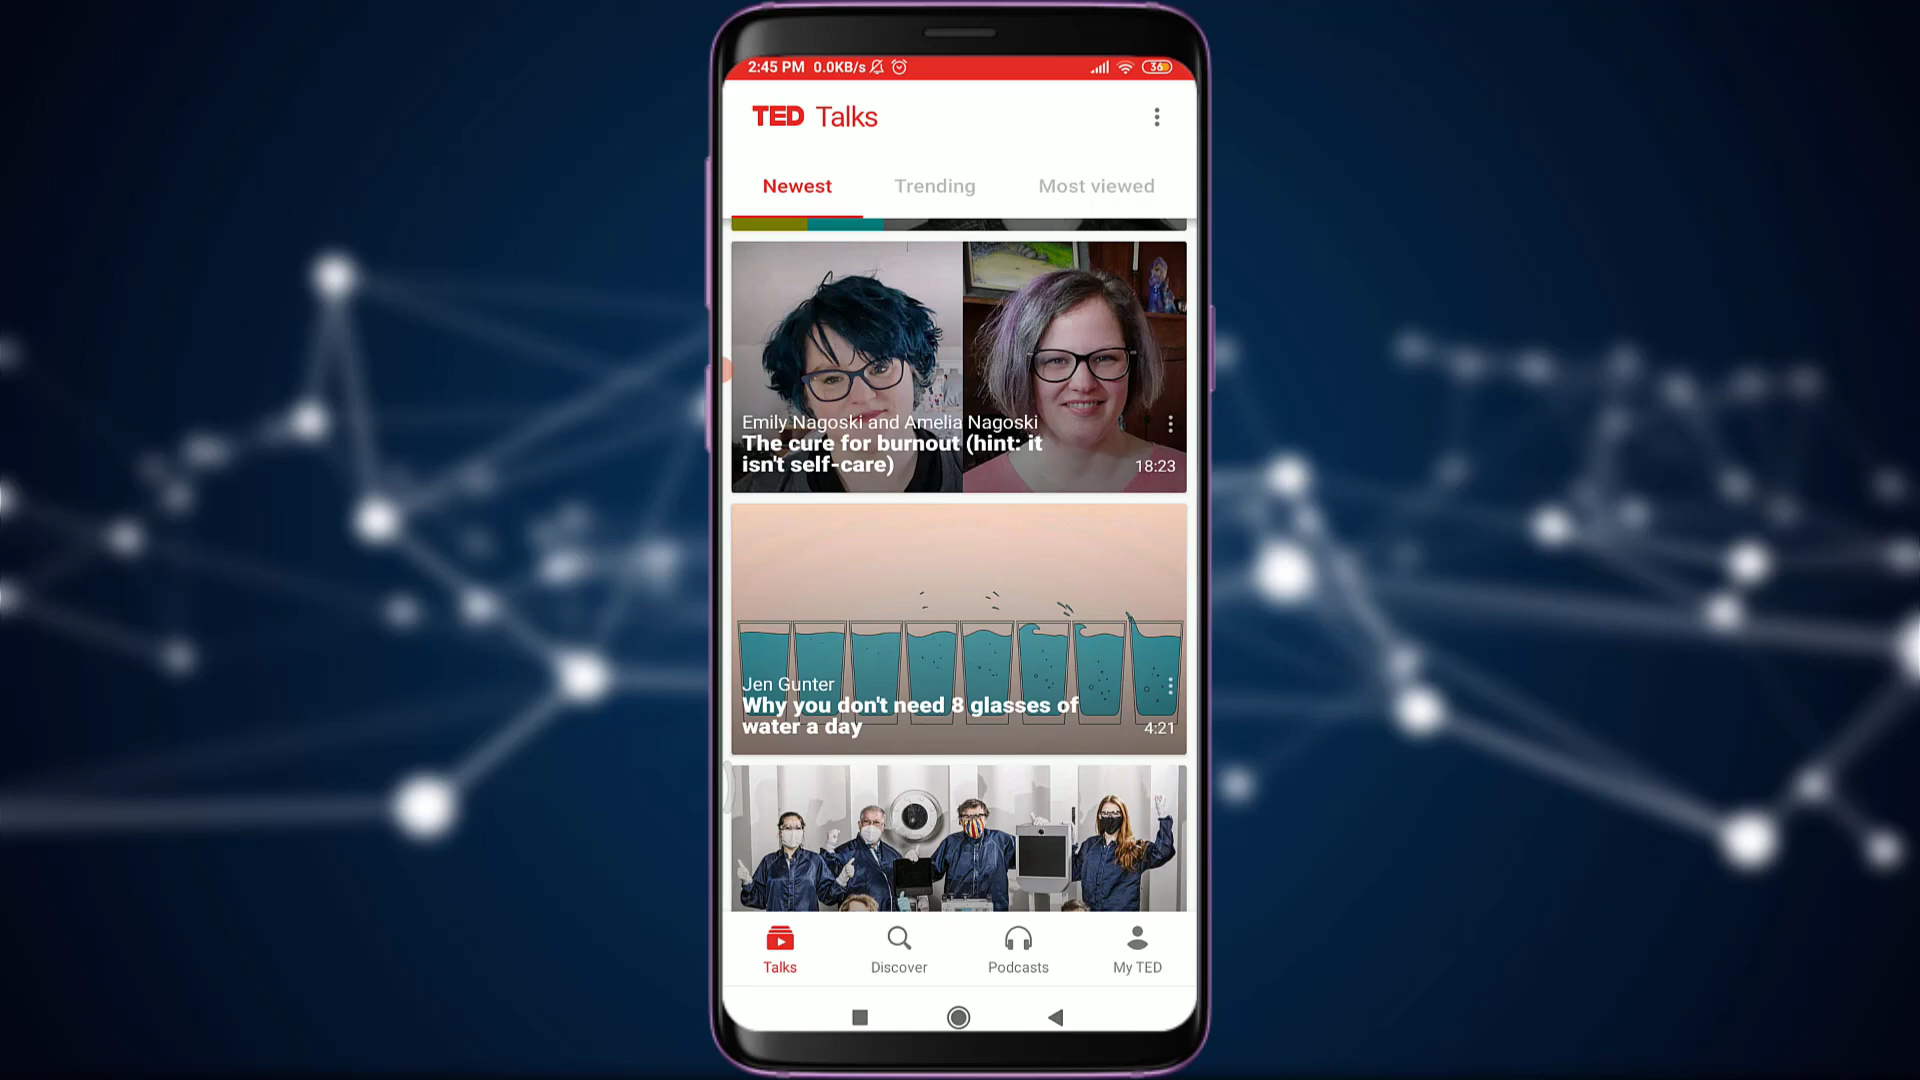 2:45 PM 0.0KB/s 36
TED Talks
Newest Trending Most viewed
Emily Nagoski and Amelia Nagoski
The cure for burnout (hint: it
isn't self-care)
18:23
Jen Gunter
Why you don't need 8 glasses of
water a day
4:21
Talks Discover Podcasts My TED